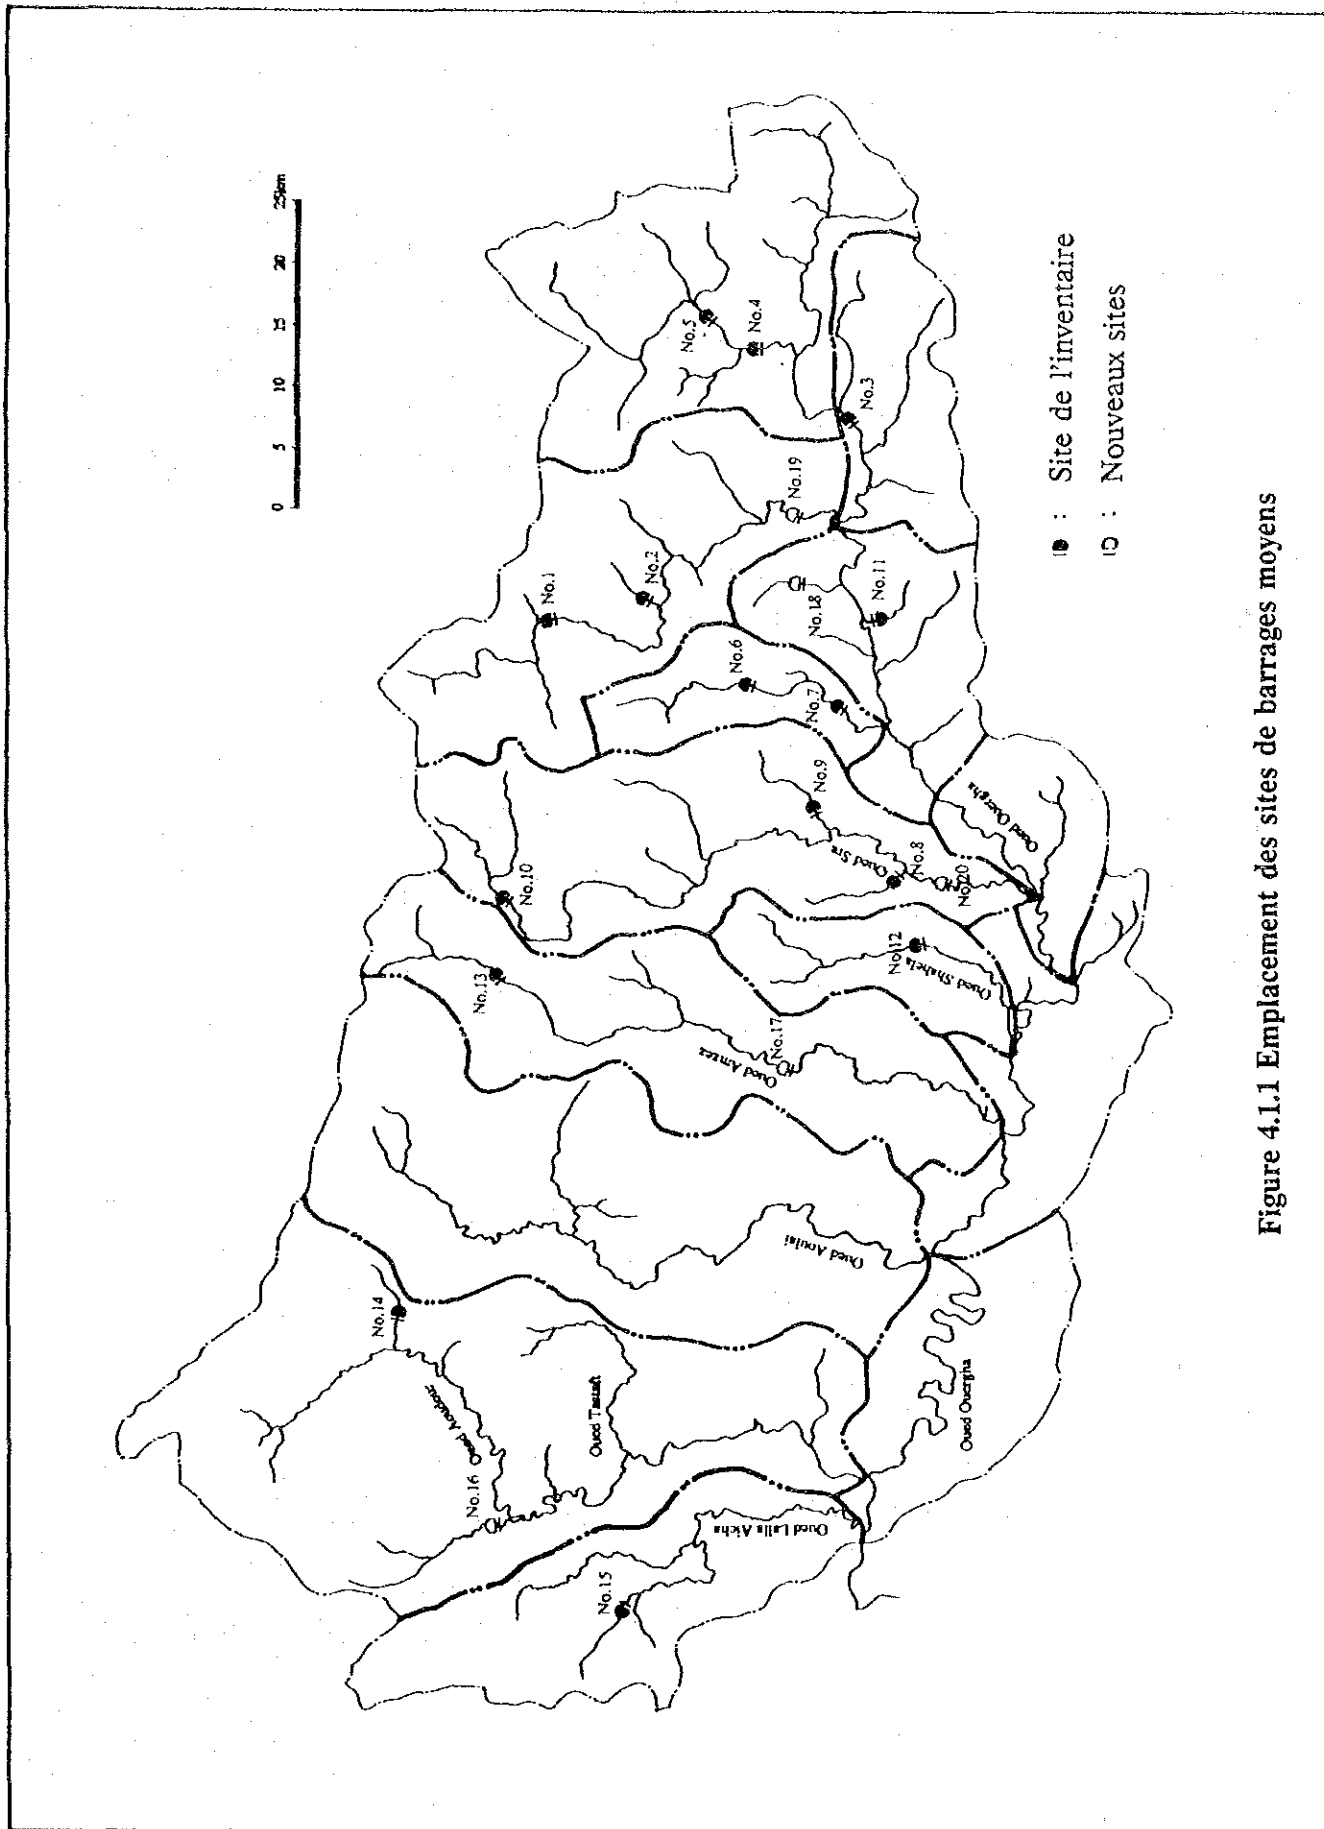 0 5 10 15 20 25km
No.1
No.2
No.3
No.4
No.5
No.6
No.7
No.8
No.9
No.10
No.11
No.12
No.13
No.14
No.15
No.16
No.17
No.18
No.19
No.20
Oued Ouergha
Oued Sra
Oued Shahela
Oued Amzez
Oued Aoulai
Oued Aoudour
Oued Tassaft
Oued Lalla Aicha
Oued Ouergha
: Site de l'inventaire
: Nouveaux sites
Figure 4.1.1 Emplacement des sites de barrages moyens